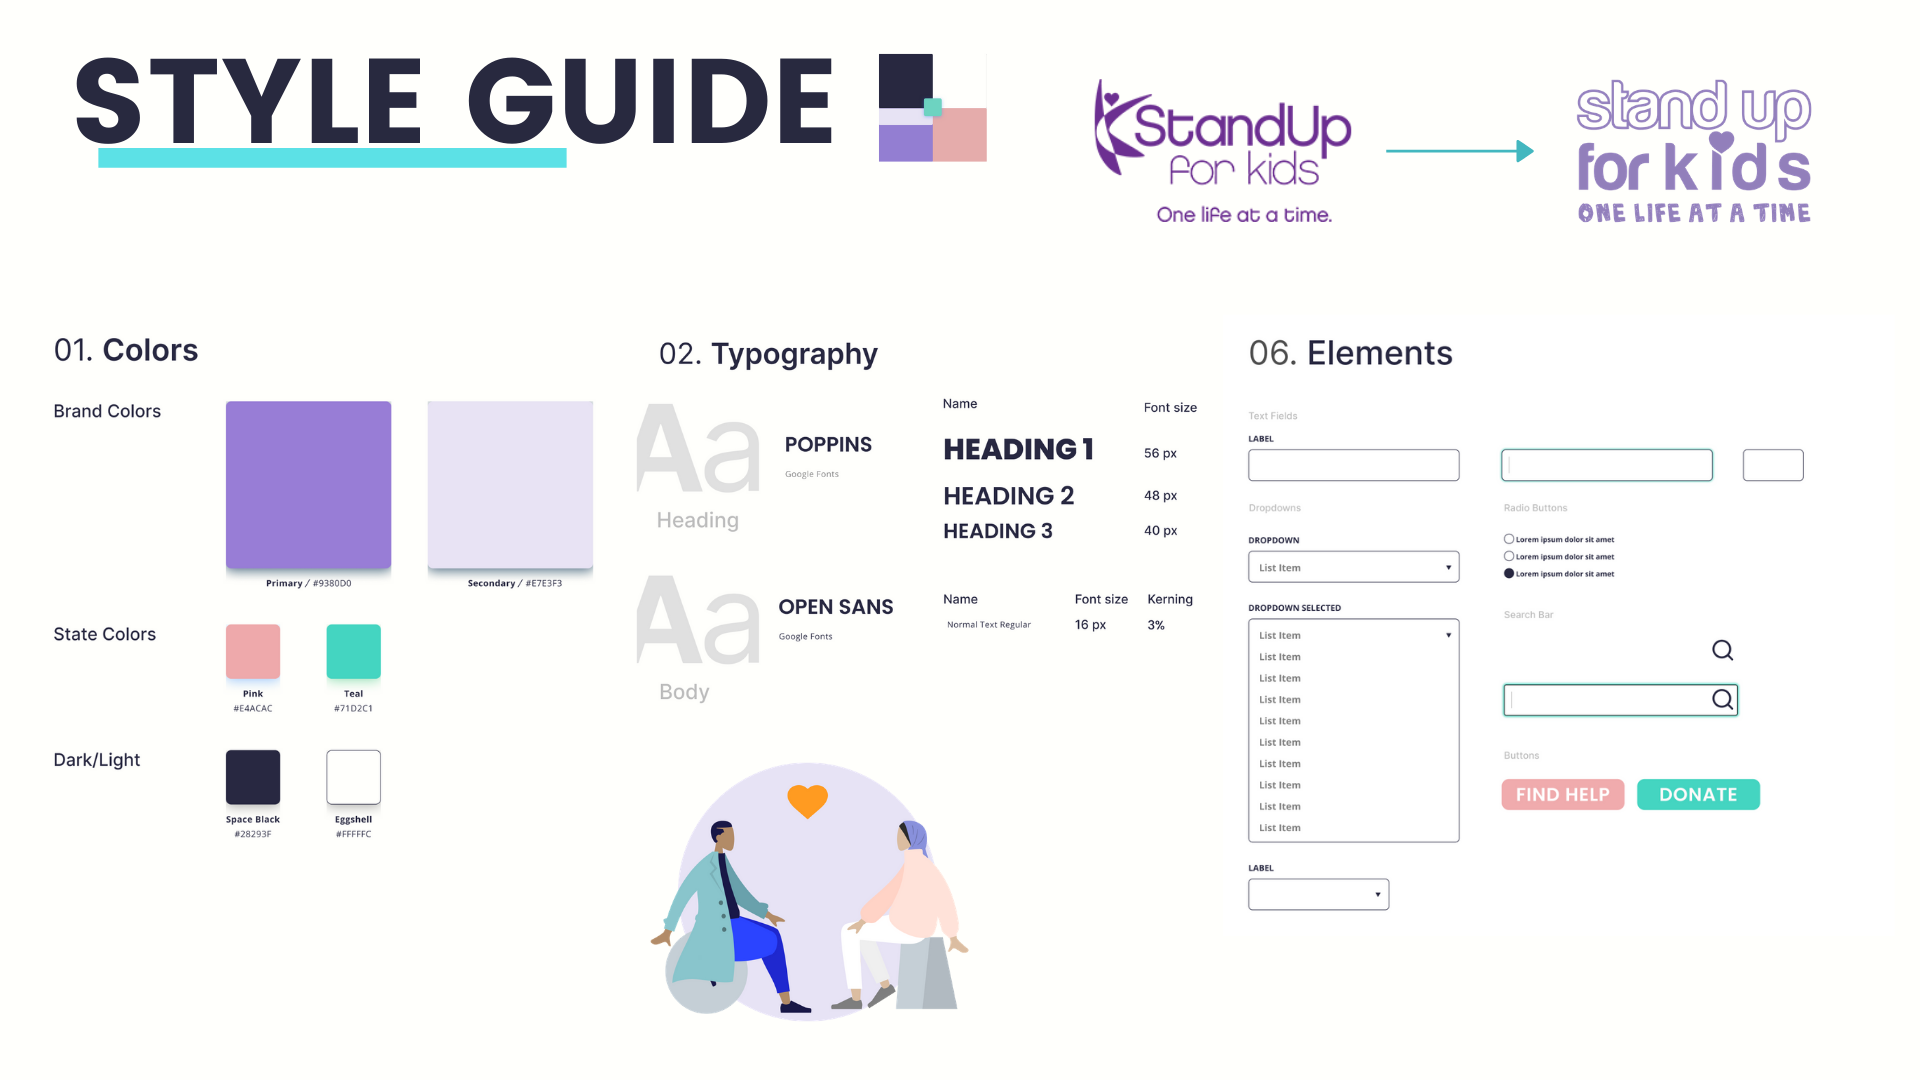 STYLE GUIDE
StandUp
for kids
One life at a time.
stand up
for kids
ONE LIFE AT A TIME
01. Colors
Brand Colors
Primary / #9380D0
Secondary / #E7E3F3
State Colors
Pink
#E4ACAC
Teal
#71D2C1
Dark/Light
Space Black
#28293F
Eggshell
#FFFFFC
02. Typography
Aa
Heading
POPPINS
Google Fonts
Name
Font size
HEADING 1
56 px
HEADING 2
48 px
HEADING 3
40 px
Aa
Body
OPEN SANS
Google Fonts
Name
Font size
Kerning
Normal Text Regular
16 px
3%
06. Elements
Text Fields
LABEL
Dropdowns
DROPDOWN
List Item
DROPDOWN SELECTED
List Item
List Item
List Item
List Item
List Item
List Item
List Item
List Item
List Item
List Item
LABEL
Radio Buttons
Lorem ipsum dolor sit amet
Lorem ipsum dolor sit amet
Lorem ipsum dolor sit amet
Search Bar
Buttons
FIND HELP
DONATE